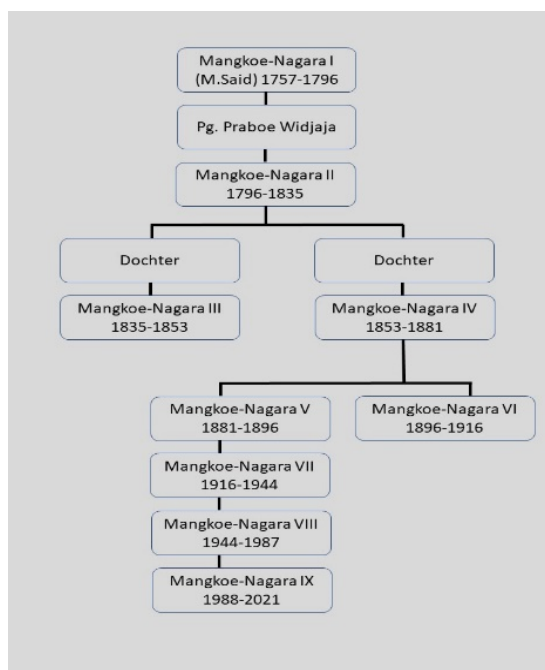 Mangkoe-Nagara I
(M.Said) 1757-1796
Pg. Praboe Widjaja
Mangkoe-Nagara II
1796-1835
Dochter
Dochter
Mangkoe-Nagara III
1835-1853
Mangkoe-Nagara IV
1853-1881
Mangkoe-Nagara V
1881-1896
Mangkoe-Nagara VI
1896-1916
Mangkoe-Nagara VII
1916-1944
Mangkoe-Nagara VIII
1944-1987
Mangkoe-Nagara IX
1988-2021